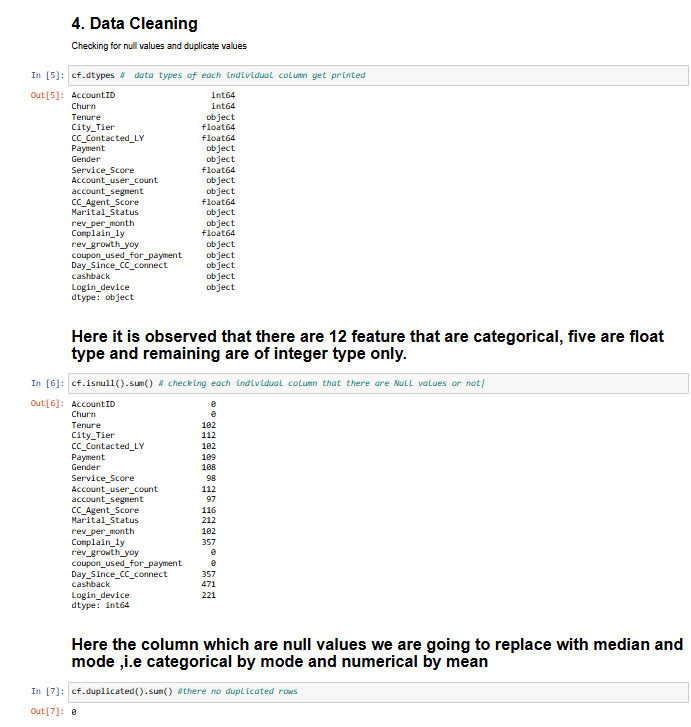 4. Data Cleaning
Checking for null values and duplicate values
In [5]: cf.dtypes # data types of each individual column get printed
Out[5]: AccountID int64
Churn int64
Tenure object
City_Tier float64
CC_Contacted_LY float64
Payment object
Gender object
Service_Score float64
Account_user_count object
account_segment object
CC_Agent_Score float64
Marital_Status object
rev_per_month object
Complain_ly float64
rev_growth_yoy object
coupon_used_for_payment object
Day_Since_CC_connect object
cashback object
Login_device object
dtype: object
Here it is observed that there are 12 feature that are categorical, five are float
type and remaining are of integer type only.
In [6]: cf.isnull().sum() # checking each individual column that there are Null values or not
Out[6]: AccountID 0
Churn 0
Tenure 102
City_Tier 112
CC_Contacted_LY 102
Payment 109
Gender 108
Service_Score 98
Account_user_count 112
account_segment 97
CC_Agent_Score 116
Marital_Status 212
rev_per_month 102
Complain_ly 357
rev_growth_yoy 0
coupon_used_for_payment 0
Day_Since_CC_connect 357
cashback 471
Login_device 221
dtype: int64
Here the column which are null values we are going to replace with median and
mode ,i.e categorical by mode and numerical by mean
In [7]: cf.duplicated().sum() #there no duplicated rows
Out[7]: 0